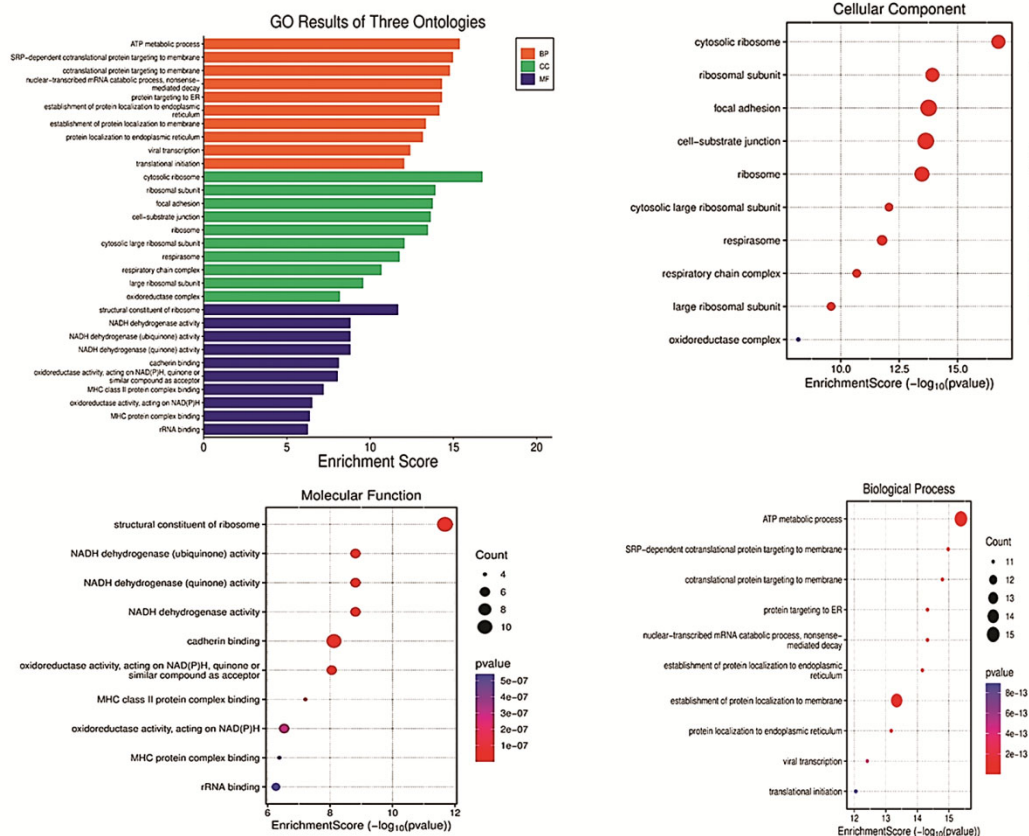 GO Results of Three Ontologies
ATP metabolic process
SRP-dependent cotranslational protein targeting to membrane
cotranslational protein targeting to membrane
nuclear-transcribed mRNA catabolic process, nonsense-
mediated decay
protein targeting to ER
establishment of protein localization to endoplasmic
reticulum
establishment of protein localization to membrane
protein localization to endoplasmic reticulum
viral transcription
translational initiation
cytosolic ribosome
ribosomal subunit
focal adhesion
cell-substrate junction
ribosome
cytosolic large ribosomal subunit
respirasome
respiratory chain complex
large ribosomal subunit
oxidoreductase complex
structural constituent of ribosome
NADH dehydrogenase activity
NADH dehydrogenase (ubiquinone) activity
NADH dehydrogenase (quinone) activity
cadherin binding
oxidoreductase activity, acting on NAD(P)H, quinone or
similar compound as acceptor
MHC class II protein complex binding
oxidoreductase activity, acting on NAD(P)H
MHC protein complex binding
rRNA binding
BP
CC
MF
0 5 10 15 20
Enrichment Score
Cellular Component
cytosolic ribosome
ribosomal subunit
focal adhesion
cell-substrate junction
ribosome
cytosolic large ribosomal subunit
respirasome
respiratory chain complex
large ribosomal subunit
oxidoreductase complex
10.0 12.5 15.0
EnrichmentScore (-log10(pvalue))
Molecular Function
structural constituent of ribosome
NADH dehydrogenase (ubiquinone) activity
NADH dehydrogenase (quinone) activity
NADH dehydrogenase activity
cadherin binding
oxidoreductase activity, acting on NAD(P)H, quinone or
similar compound as acceptor
MHC class II protein complex binding
oxidoreductase activity, acting on NAD(P)H
MHC protein complex binding
rRNA binding
6 8 10 12
EnrichmentScore (-log10(pvalue))
Count
4
6
8
10
pvalue
5e-07
4e-07
3e-07
2e-07
1e-07
Biological Process
ATP metabolic process
SRP-dependent cotranslational protein targeting to membrane
cotranslational protein targeting to membrane
protein targeting to ER
nuclear-transcribed mRNA catabolic process, nonsense-
mediated decay
establishment of protein localization to endoplasmic
reticulum
establishment of protein localization to membrane
protein localization to endoplasmic reticulum
viral transcription
translational initiation
12 13 14 15
EnrichmentScore (-log10(pvalue))
Count
11
12
13
14
15
pvalue
8e-13
6e-13
4e-13
2e-13